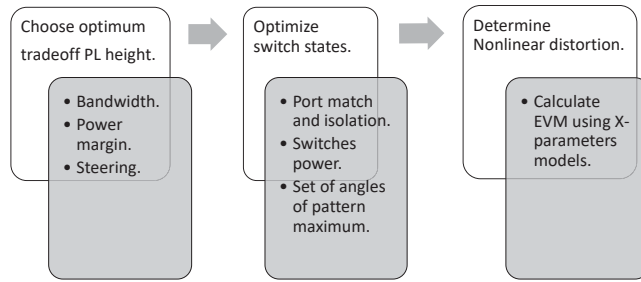 Choose optimum
tradeoff PL height.
• Bandwidth.
• Power
margin.
• Steering.
Optimize
switch states.
• Port match
and isolation.
• Switches
power.
• Set of angles
of pattern
maximum.
Determine
Nonlinear distortion.
• Calculate
EVM using X-
parameters
models.